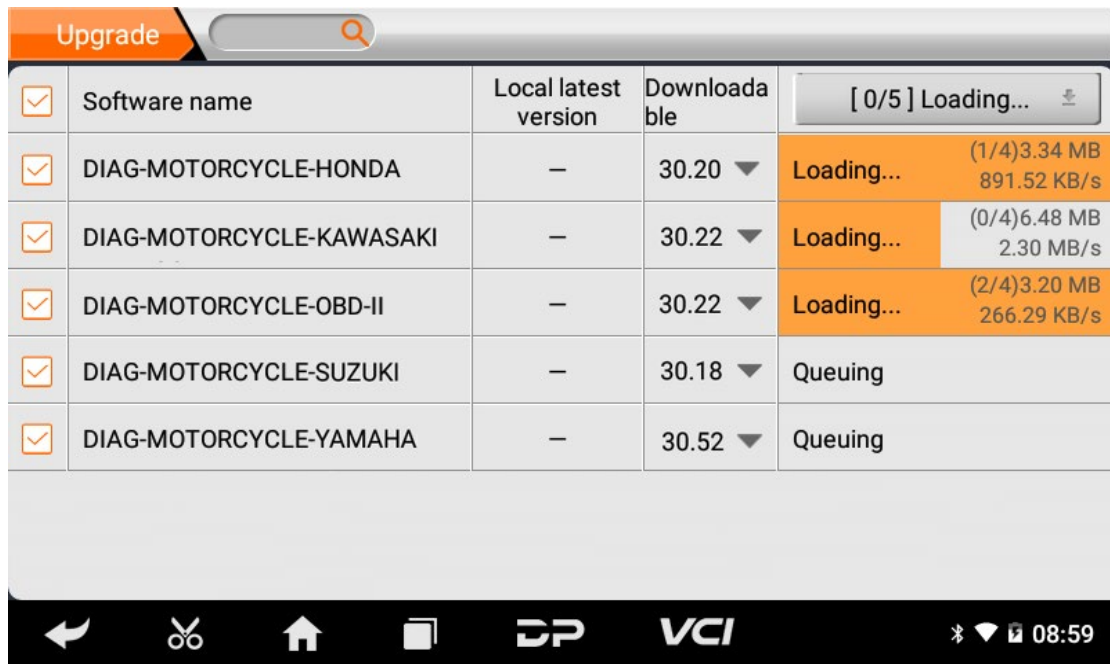 Upgrade
Software name
Local latest
version
Downloada
ble
[ 0/5 ] Loading...
DIAG-MOTORCYCLE-HONDA
–
30.20
Loading...
(1/4)3.34 MB
891.52 KB/s
DIAG-MOTORCYCLE-KAWASAKI
–
30.22
Loading...
(0/4)6.48 MB
2.30 MB/s
DIAG-MOTORCYCLE-OBD-II
–
30.22
Loading...
(2/4)3.20 MB
266.29 KB/s
DIAG-MOTORCYCLE-SUZUKI
–
30.18
Queuing
DIAG-MOTORCYCLE-YAMAHA
–
30.52
Queuing
DP
VCI
08:59